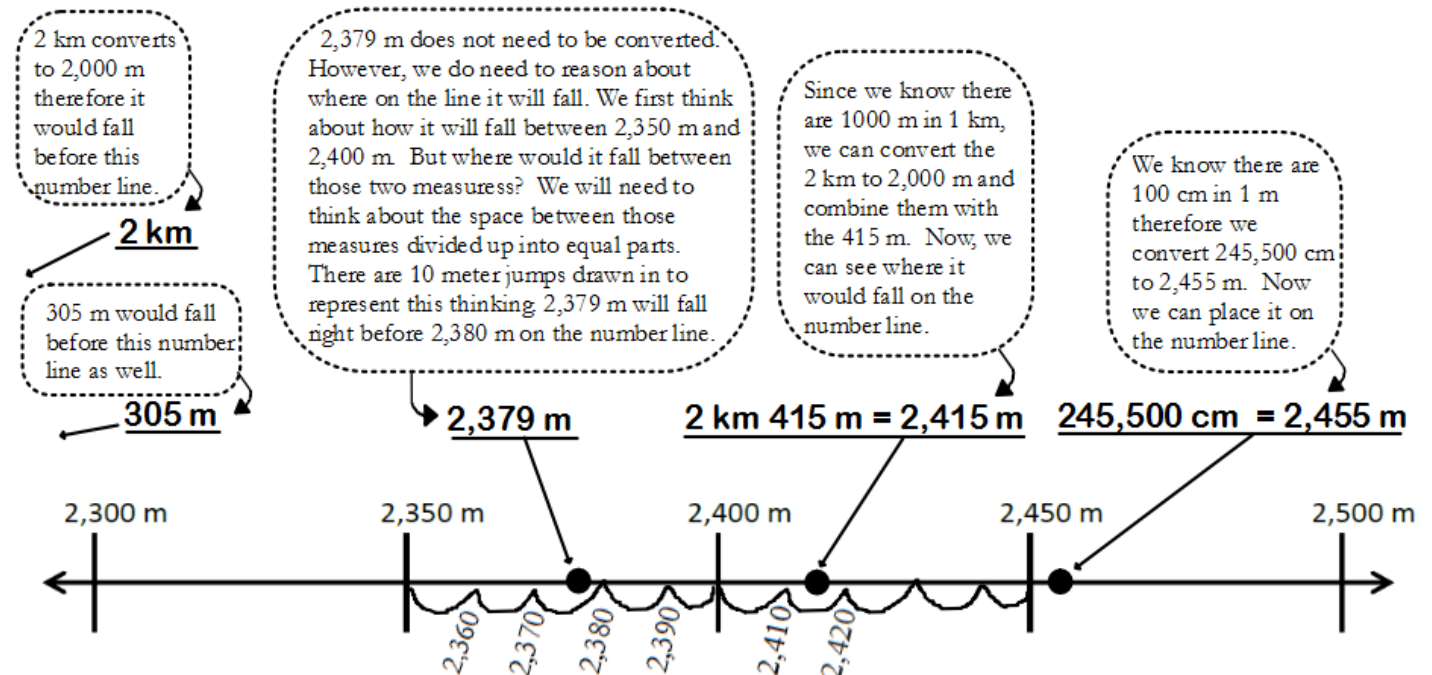 2 km converts
to 2,000 m
therefore it
would fall
before this
number line.
2 km
305 m would fall
before this number
line as well.
305 m
2,379 m does not need to be converted.
However, we do need to reason about
where on the line it will fall. We first think
about how it will fall between 2,350 m and
2,400 m. But where would it fall between
those two measuress? We will need to
think about the space between those
measures divided up into equal parts.
There are 10 meter jumps drawn in to
represent this thinking. 2,379 m will fall
right before 2,380 m on the number line.
2,379 m
Since we know there
are 1000 m in 1 km,
we can convert the
2 km to 2,000 m and
combine them with
the 415 m. Now, we
can see where it
would fall on the
number line.
2 km 415 m = 2,415 m
We know there are
100 cm in 1 m
therefore we
convert 245,500 cm
to 2,455 m. Now
we can place it on
the number line.
245,500 cm = 2,455 m
2,300 m
2,350 m
2,400 m
2,450 m
2,500 m
2,360
2,370
2,380
2,390
2,410
2,420